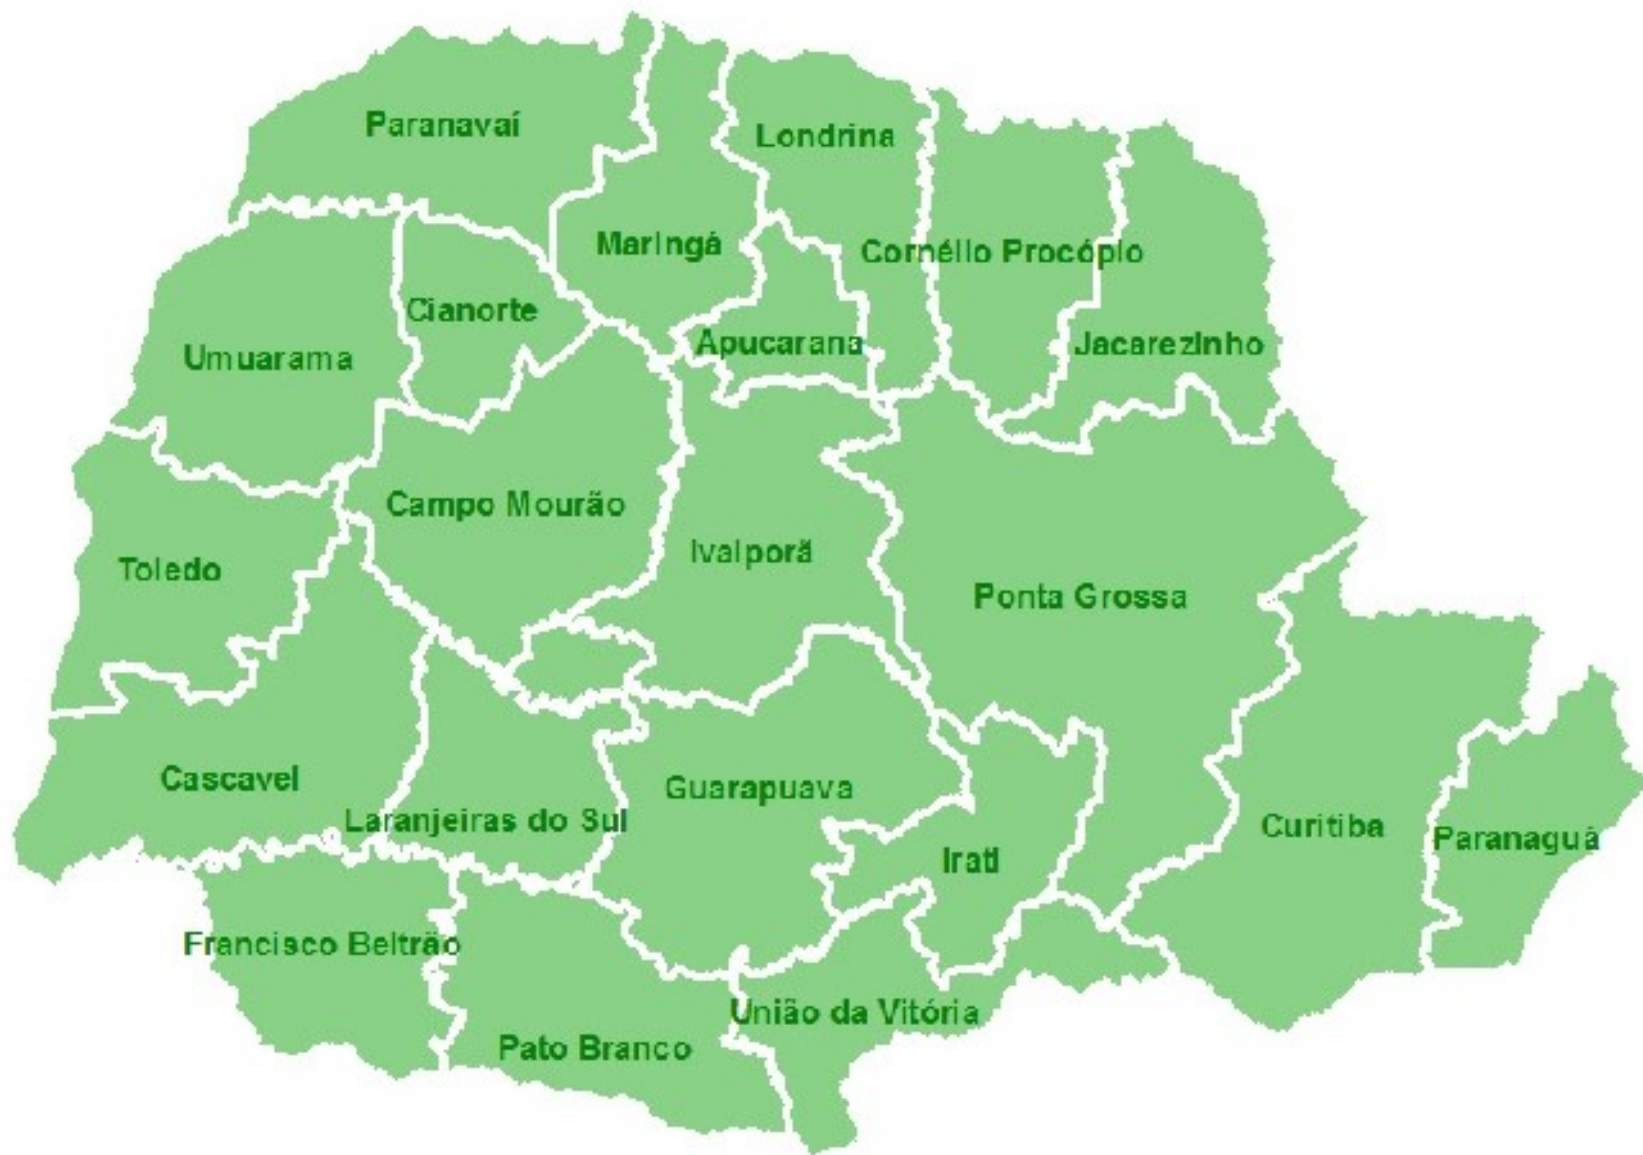 Paranavaí
Londrina
Maringá
Cornélio Procópio
Cianorte
Apucarana
Jacarezinho
Umuarama
Campo Mourão
Ivaiporã
Toledo
Ponta Grossa
Cascavel
Guarapuava
Laranjeiras do Sul
Curitiba
Paranaguá
Irati
Francisco Beltrão
União da Vitória
Pato Branco